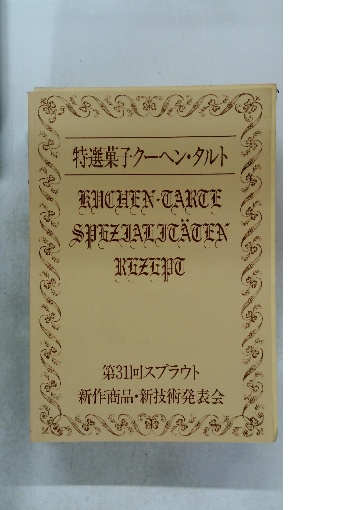 特選菓子・クーヘン・タルト
KUCHEN-TARTE
SPEZIALITÄTEN
REZEPT
第31回スプラウト
新作商品・新技術発表会